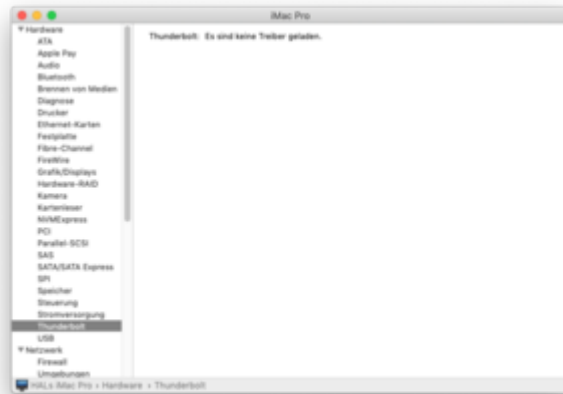 iMac Pro
Hardware
ATA
Apple Pay
Audio
Bluetooth
Brennen von Medien
Diagnose
Drucker
Ethernet-Karten
Festplatte
Fibre-Channel
FireWire
Grafik/Displays
Hardware-RAID
Kamera
Kartenleser
NVMExpress
PCI
Parallel-SCSI
SAS
SATA/SATA Express
SPI
Speicher
Steuerung
Stromversorgung
Thunderbolt
USB
Netzwerk
Firewall
Umgebungen
Thunderbolt: Es sind keine Treiber geladen.
HALs iMac Pro › Hardware › Thunderbolt